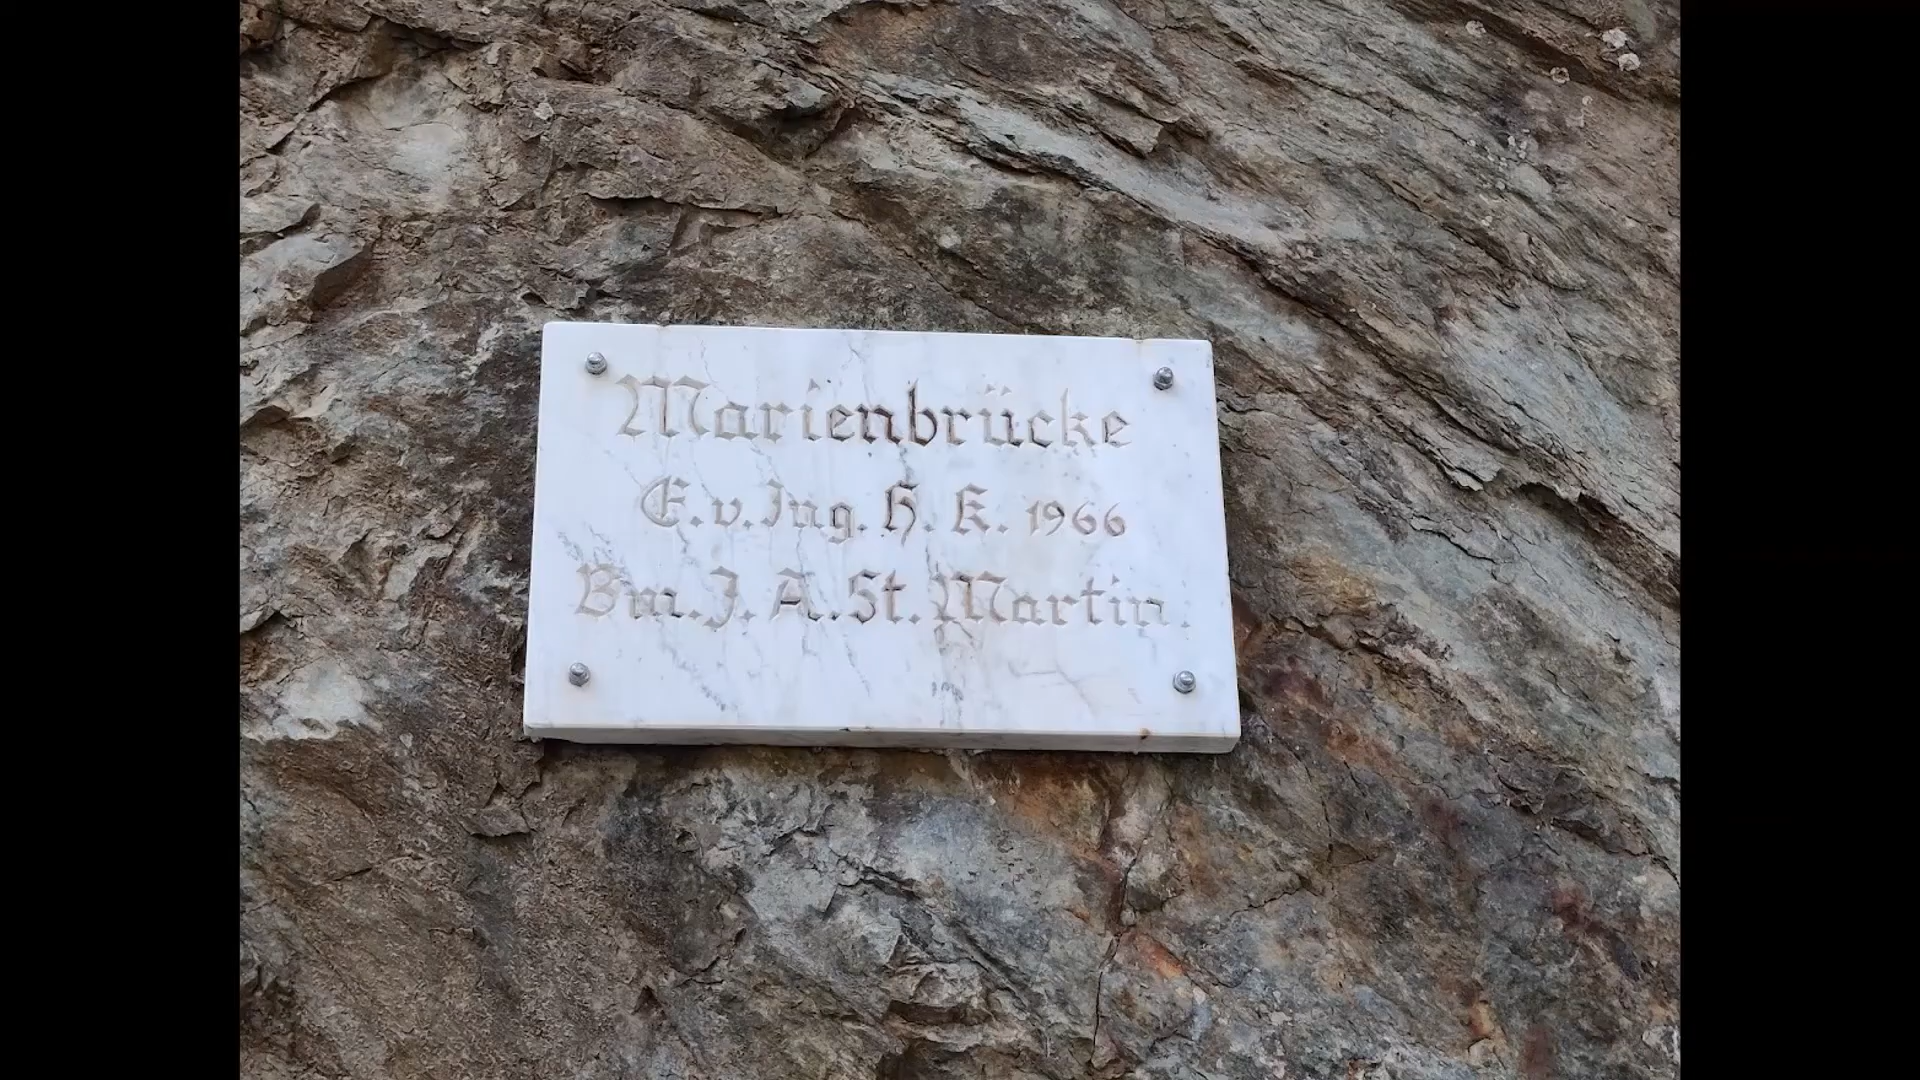 Marienbrücke
E. v. Ing. H. K. 1966
Bm. J. A. St. Martin.